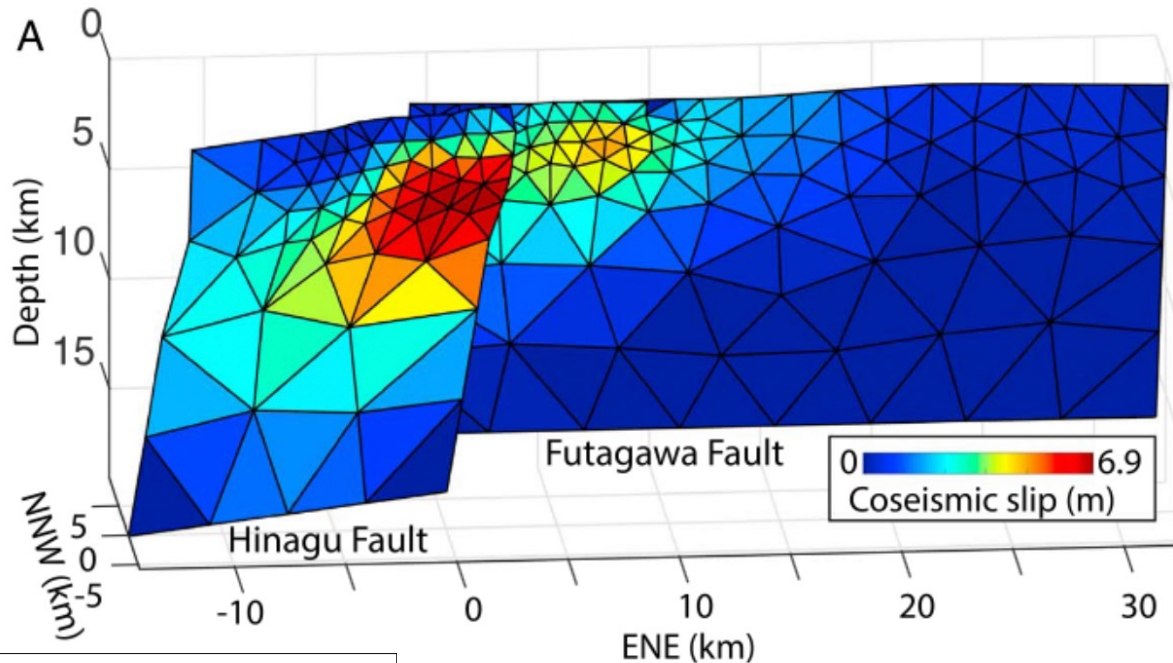 A
0
5
10
15
Depth (km)
NNW (km)
5
0
-5
-10
0
10
20
30
ENE (km)
Hinagu Fault
Futagawa Fault
0 6.9
Coseismic slip (m)